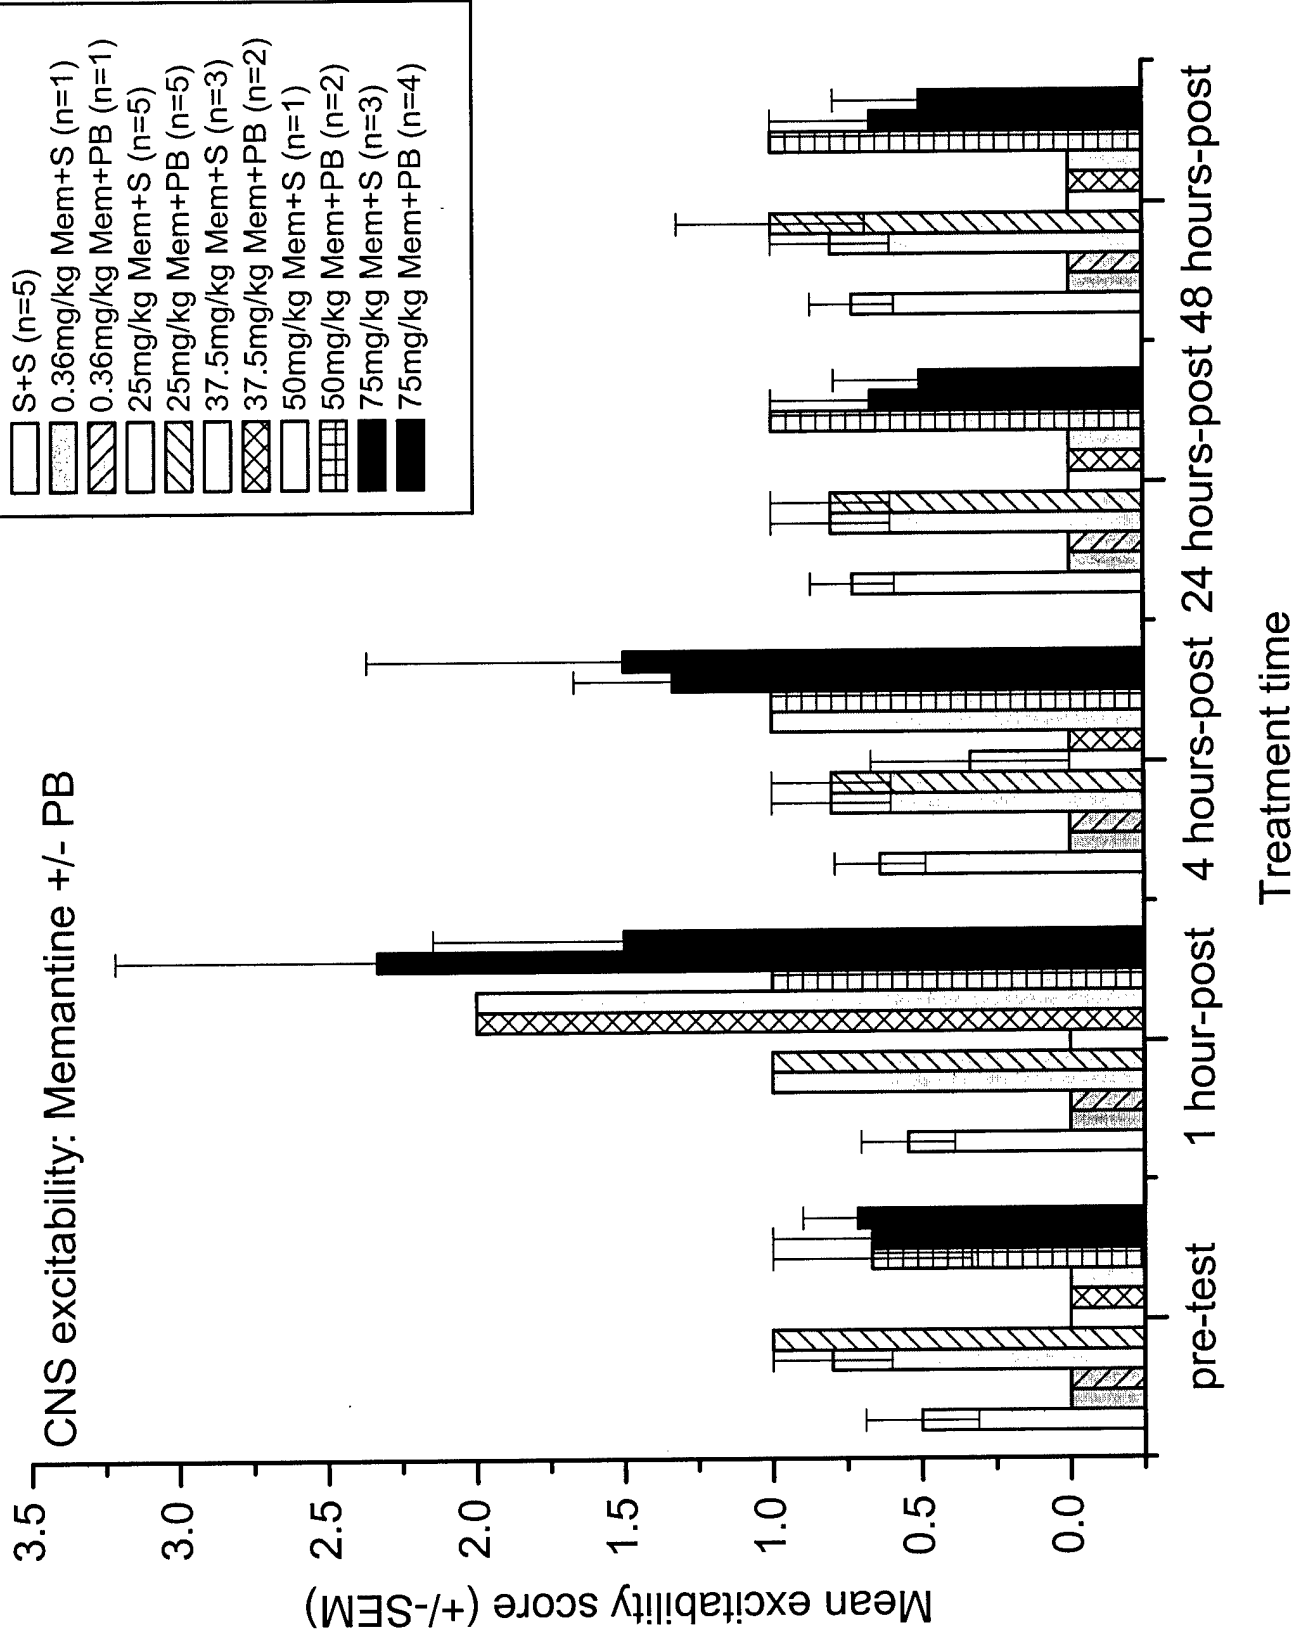 CNS excitability: Memantine +/- PB
S+S (n=5)
0.36mg/kg Mem+S (n=1)
0.36mg/kg Mem+PB (n=1)
25mg/kg Mem+S (n=5)
25mg/kg Mem+PB (n=5)
37.5mg/kg Mem+S (n=3)
37.5mg/kg Mem+PB (n=2)
50mg/kg Mem+S (n=1)
50mg/kg Mem+PB (n=2)
75mg/kg Mem+S (n=3)
75mg/kg Mem+PB (n=4)
Mean excitability score (+/-SEM)
3.5
3.0
2.5
2.0
1.5
1.0
0.5
0.0
pre-test 1 hour-post 4 hours-post 24 hours-post 48 hours-post
Treatment time